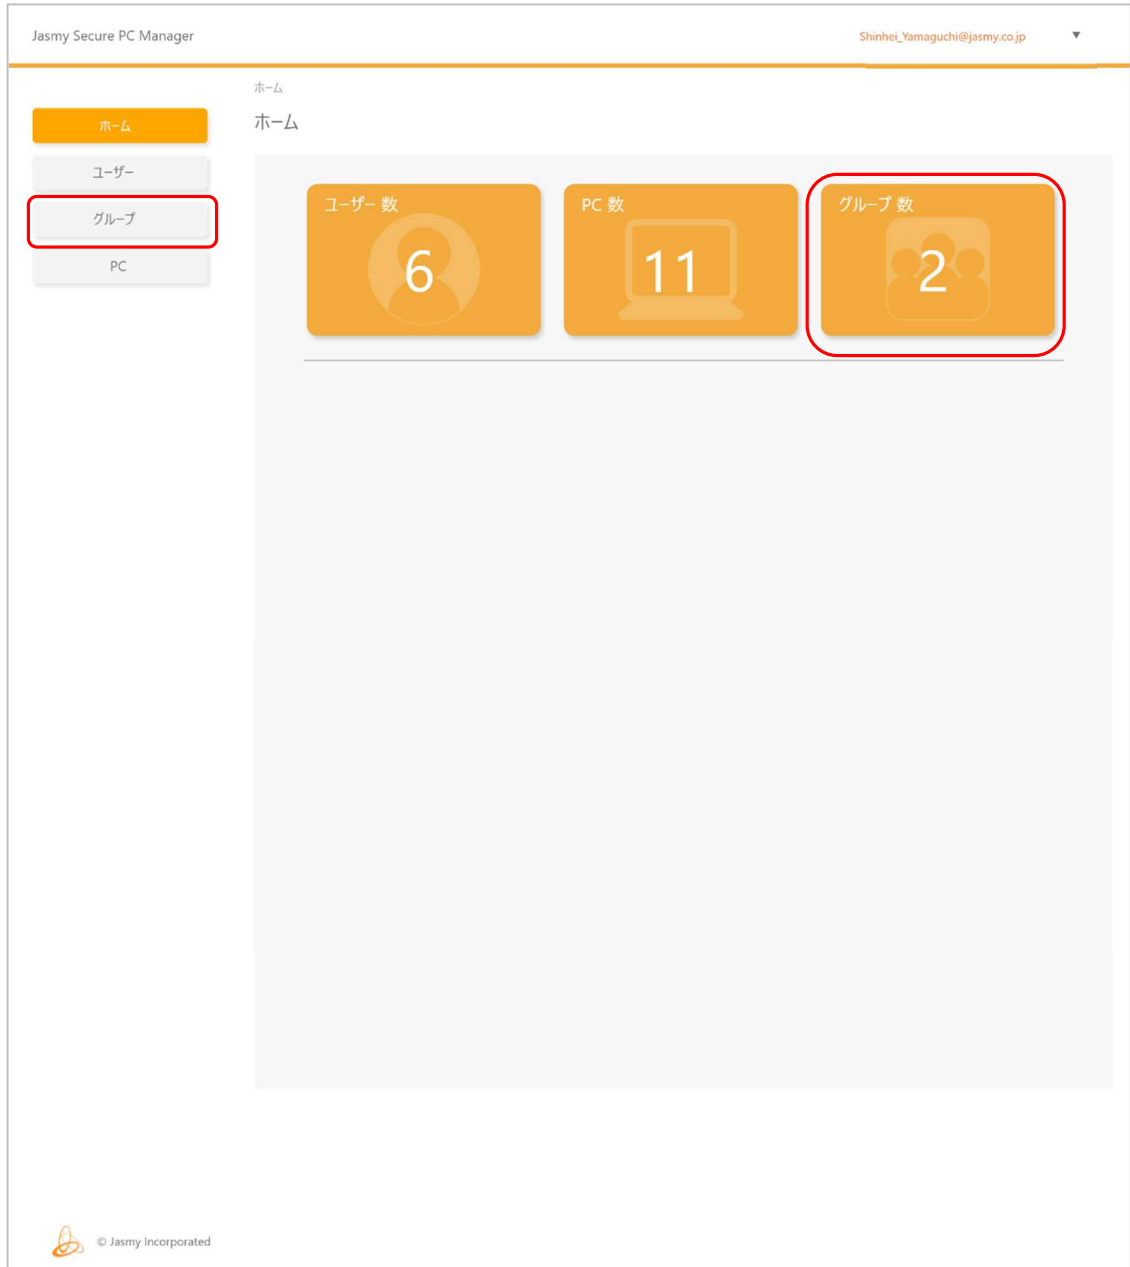 Jasmy Secure PC Manager
Shinhei_Yamaguchi@jasmy.co.jp ▼
ホーム
ホーム
ホーム
ユーザー
グループ
PC
ユーザー 数
6
PC 数
11
グループ 数
2
© Jasmy Incorporated